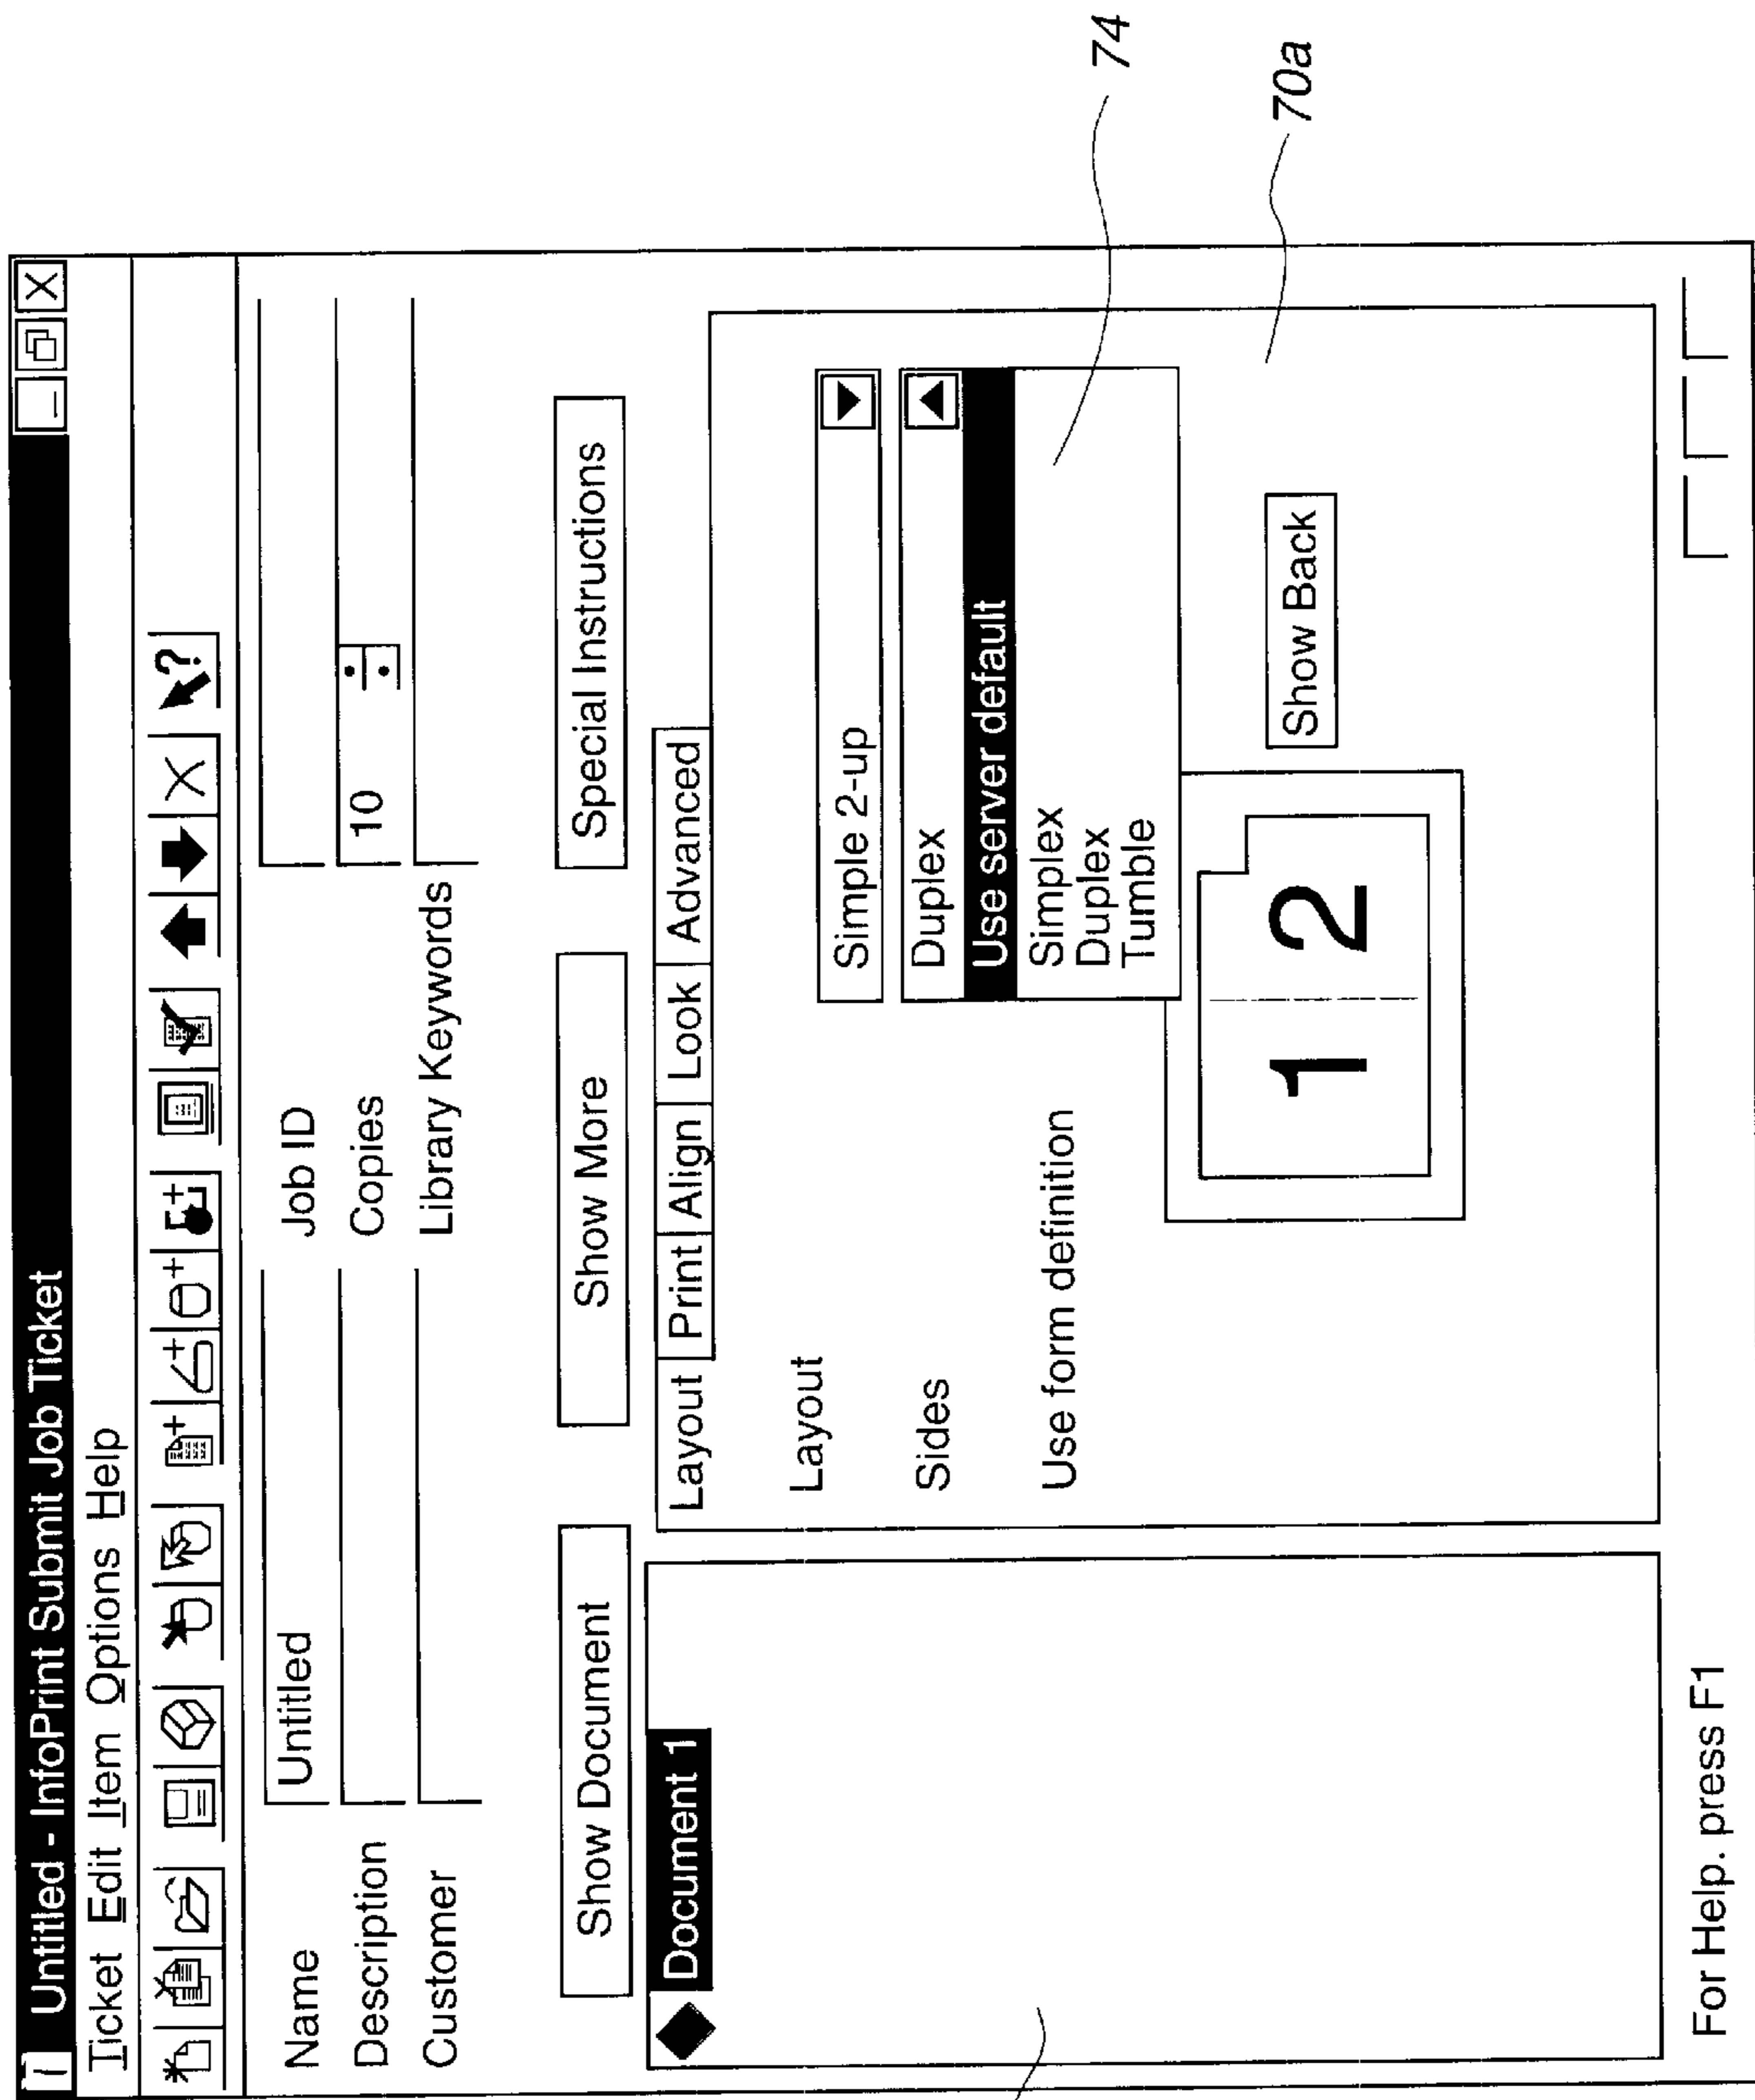 Untitled - InfoPrint Submit Job Ticket
Ticket Edit Item Options Help
Name Untitled Job ID
Description Copies 10
Customer Library Keywords
Show Document Show More Special Instructions
Document 1 Layout Print Align Look Advanced
Layout Simple 2-up
Sides Duplex
Use server default
Use form definition Simplex
Duplex
Tumble
74
1 2 Show Back
70a
For Help. press F1